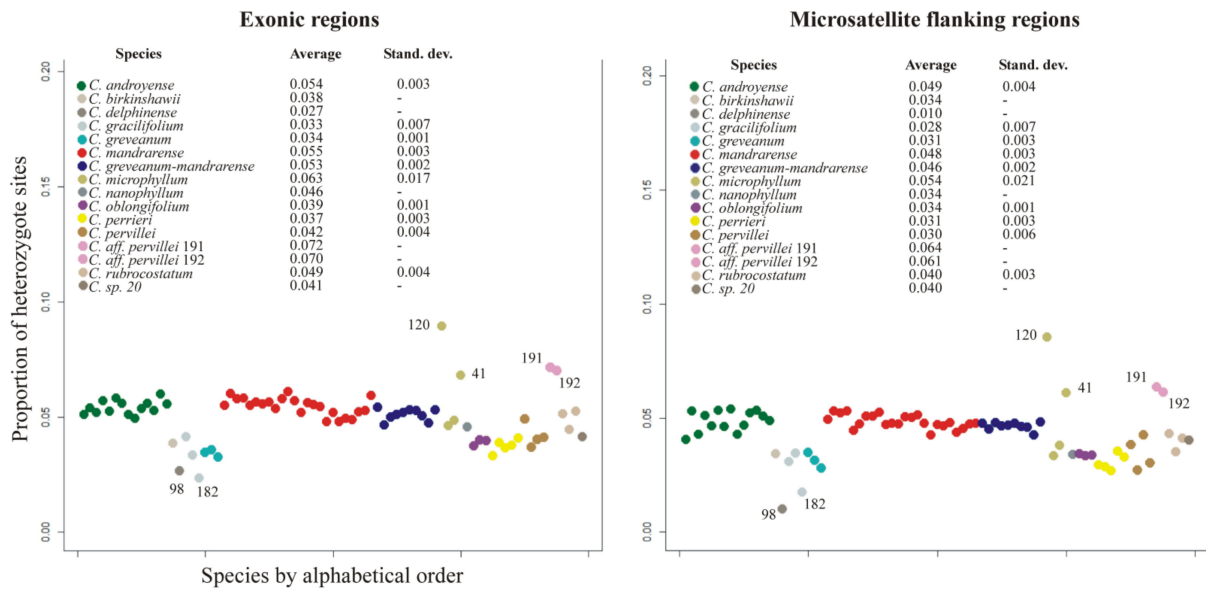 Exonic regions
Species Average Stand. dev.
0.20
C. androyense 0.054 0.003
C. birkinshawii 0.038 -
C. delphinense 0.027 -
C. gracilifolium 0.033 0.007
C. greveanum 0.034 0.001
C. mandrarense 0.055 0.003
C. greveanum-mandrarense 0.053 0.002
C. microphyllum 0.063 0.017
0.15
C. nanophyllum 0.046 -
C. oblongifolium 0.039 0.001
C. perrieri 0.037 0.003
C. pervillei 0.042 0.004
C. aff. pervillei 191 0.072 -
C. aff. pervillei 192 0.070 -
C. rubrocostatum 0.049 0.004
C. sp. 20 0.041 -
0.10
120
191
41
192
0.05
98
182
0.00
Proportion of heterozygote sites
Species by alphabetical order
Microsatellite flanking regions
Species Average Stand. dev.
0.20
C. androyense 0.049 0.004
C. birkinshawii 0.034 -
C. delphinense 0.010 -
C. gracilifolium 0.028 0.007
C. greveanum 0.031 0.003
C. mandrarense 0.048 0.003
C. greveanum-mandrarense 0.046 0.002
C. microphyllum 0.054 0.021
0.15
C. nanophyllum 0.034 -
C. oblongifolium 0.034 0.001
C. perrieri 0.031 0.003
C. pervillei 0.030 0.006
C. aff. pervillei 191 0.064 -
C. aff. pervillei 192 0.061 -
C. rubrocostatum 0.040 0.003
C. sp. 20 0.040 -
0.10
120
41
191
192
0.05
98
182
0.00